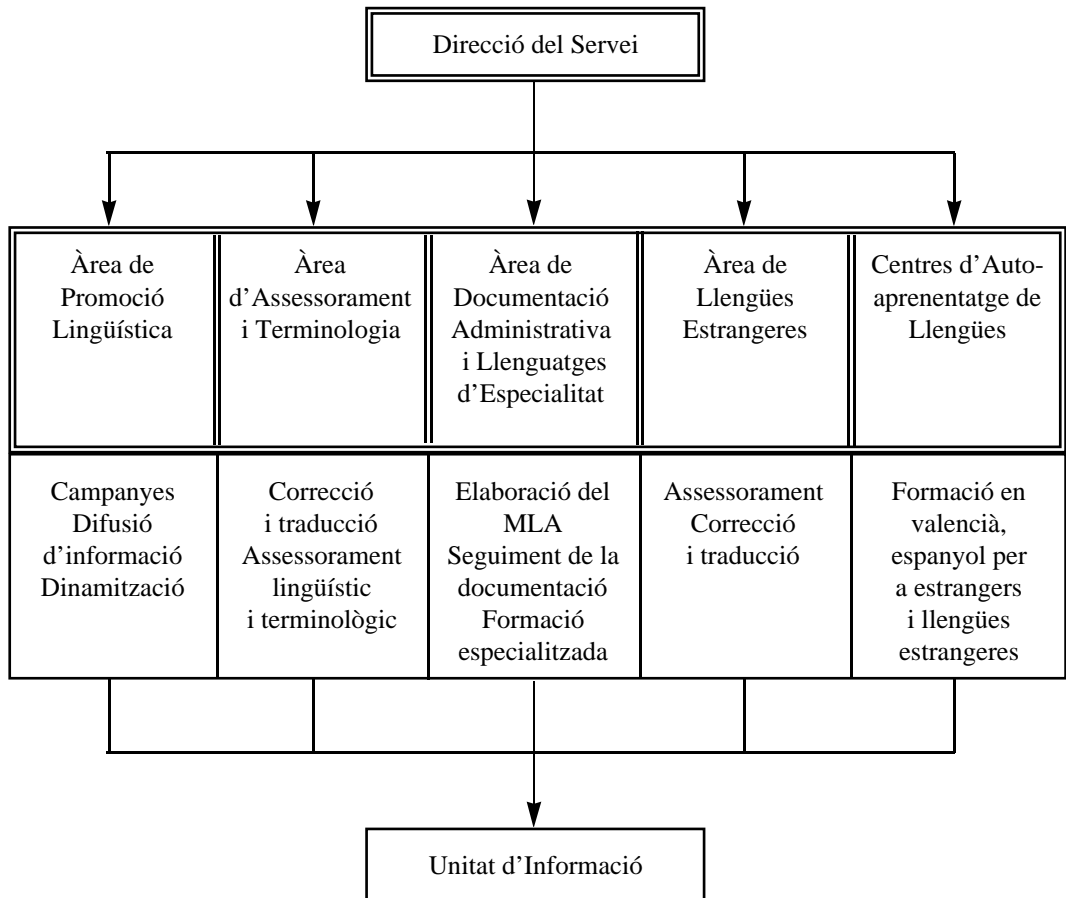 Direcció del Servei
Àrea de
Promoció
Lingüística
Àrea
d’Assessorament
i Terminologia
Àrea de
Documentació
Administrativa
i Llenguatges
d’Especialitat
Àrea de
Llengües
Estrangeres
Centres d’Auto-
aprenentatge de
Llengües
Campanyes
Difusió
d’informació
Dinamització
Correcció
i traducció
Assessorament
lingüístic
i terminològic
Elaboració del
MLA
Seguiment de la
documentació
Formació
especialitzada
Assessorament
Correcció
i traducció
Formació en
valencià,
espanyol per
a estrangers
i llengües
estrangeres
Unitat d’Informació